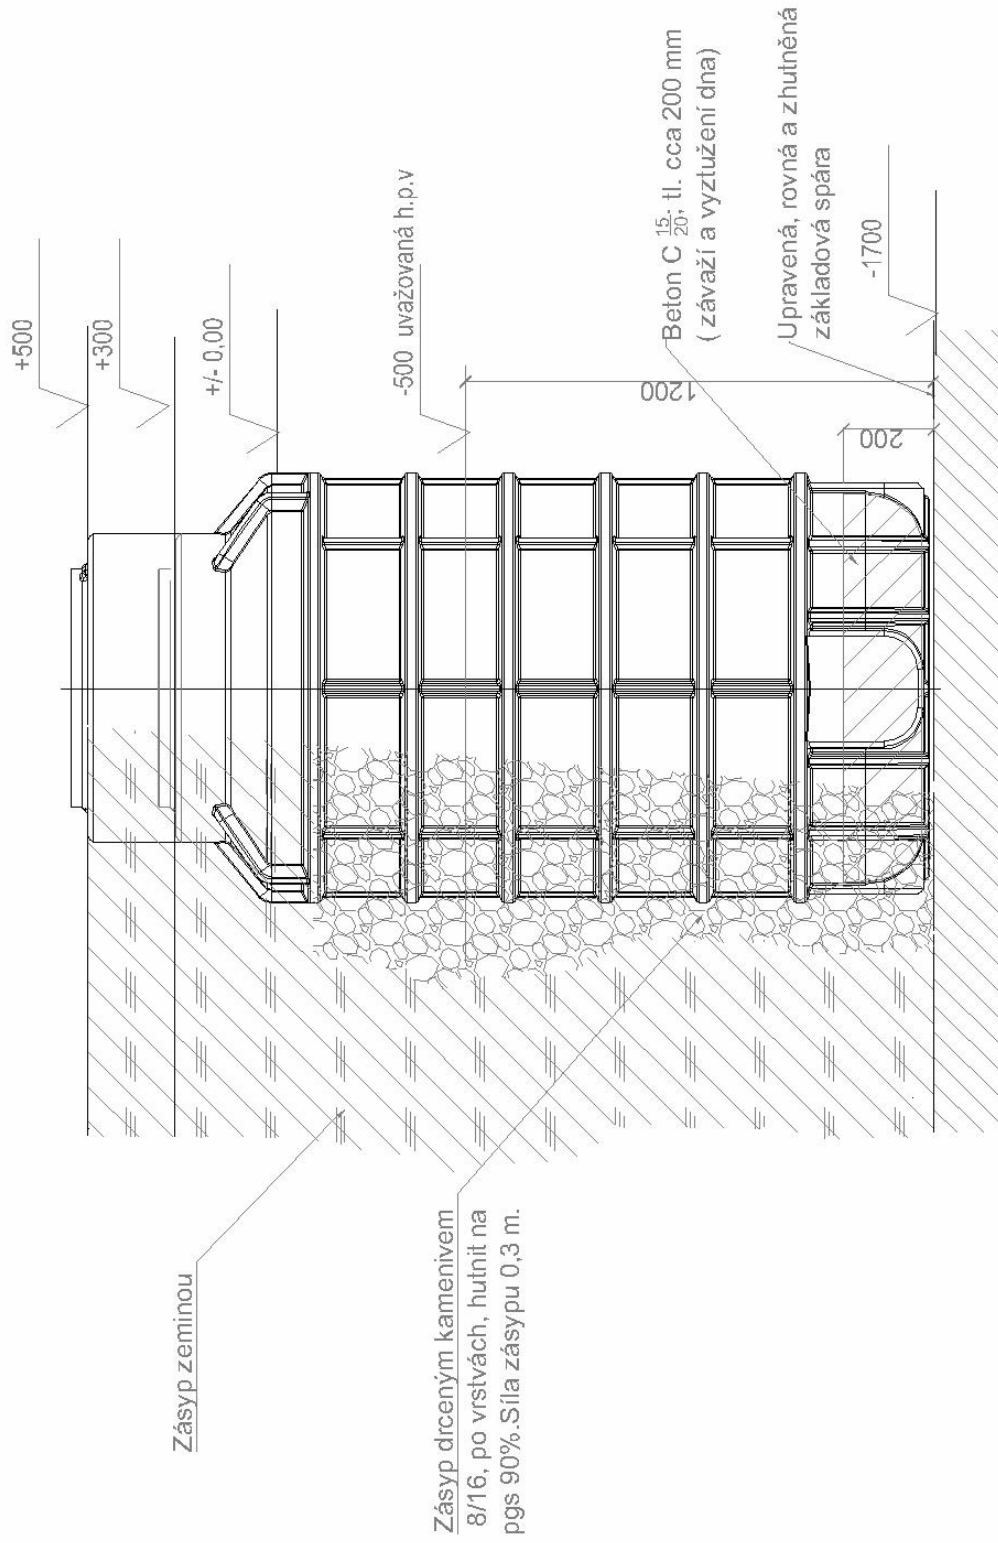 Zásyp zeminou
Zásyp drceným kamenivem
8/16, po vrstvách, hutnit na
pgs 90%.Síla zásypu 0,3 m.
+500
+300
+/- 0,00
-500 uvažovaná h.p.v
1200
200
Beton C 15/20, tl. cca 200 mm
( závaží a vyztužení dna)
Upravená, rovná a zhutněná
základová spára
-1700